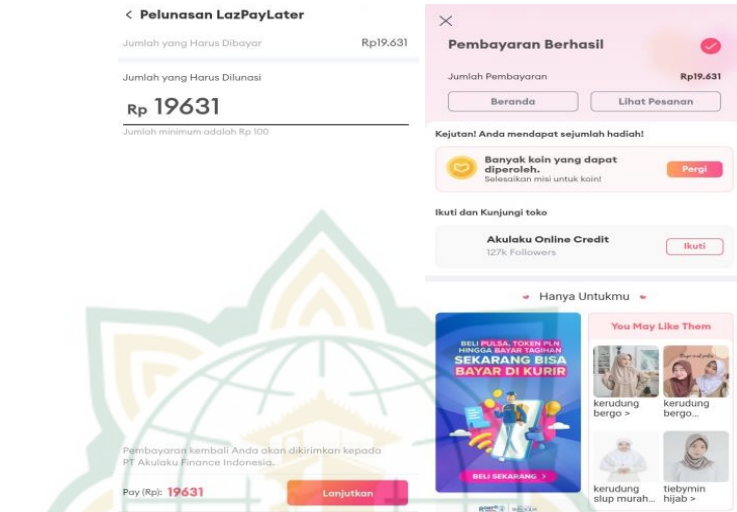 Pelunasan LazPayLater
Jumlah yang Harus Dibayar Rp19.631
Jumlah yang Harus Dilunasi
Rp 19631
Jumlah minimum adalah Rp 100
Pembayaran kembali Anda akan dikirimkan kepada
PT Akulaku Finance Indonesia.
Pay (Rp): 19631
Lanjutkan
Pembayaran Berhasil
Jumlah Pembayaran Rp19.631
Beranda
Lihat Pesanan
Kejutan! Anda mendapat sejumlah hadiah!
Banyak koin yang dapat
diperoleh.
Selesaikan misi untuk koin!
Pergi
Ikuti dan Kunjungi toko
Akulaku Online Credit
127k Followers
Ikuti
Hanya Untukmu
BELI PULSA, TOKEN PLN
HINGGA BAYAR TAGIHAN
SEKARANG BISA
BAYAR DI KURIR
BELI SEKARANG >
You May Like Them
kerudung
bergo >
kerudung
bergo...
kerudung
slup murah...
tiebymin
hijab >